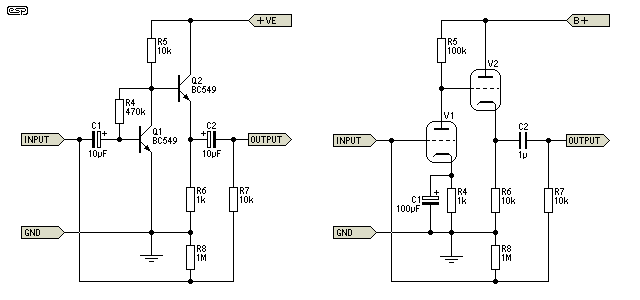 esp
+VE
R5
10k
Q2
BC549
R4
470k
C1
+
10µF
Q1
BC549
INPUT
+
C2
10µF
OUTPUT
R6
1k
R7
10k
GND
R8
1M
B+
R5
100k
V2
V1
INPUT
C2
1µ
OUTPUT
C1
100µF
+
R4
1k
R6
10k
R7
10k
GND
R8
1M